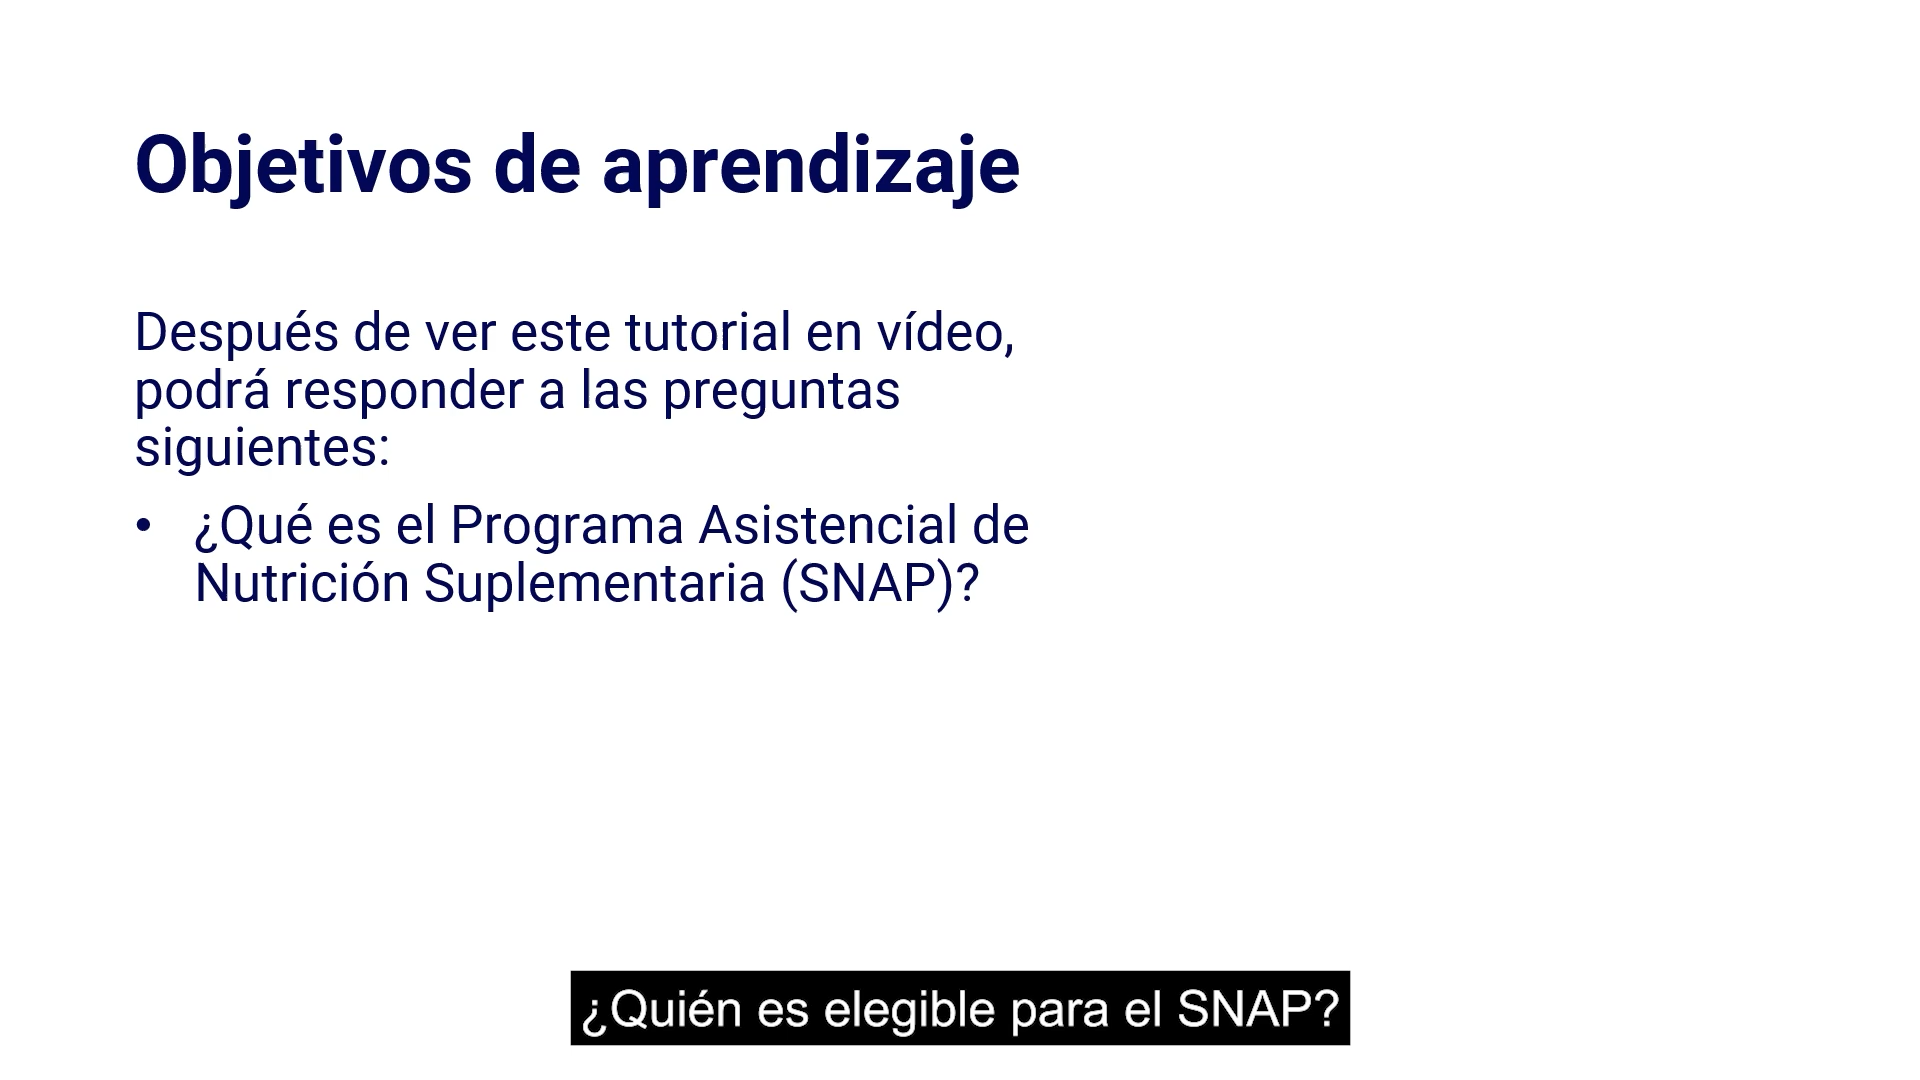 Objetivos de aprendizaje
Después de ver este tutorial en vídeo,
podrá responder a las preguntas
siguientes:
• ¿Qué es el Programa Asistencial de
Nutrición Suplementaria (SNAP)?
¿Quién es elegible para el SNAP?